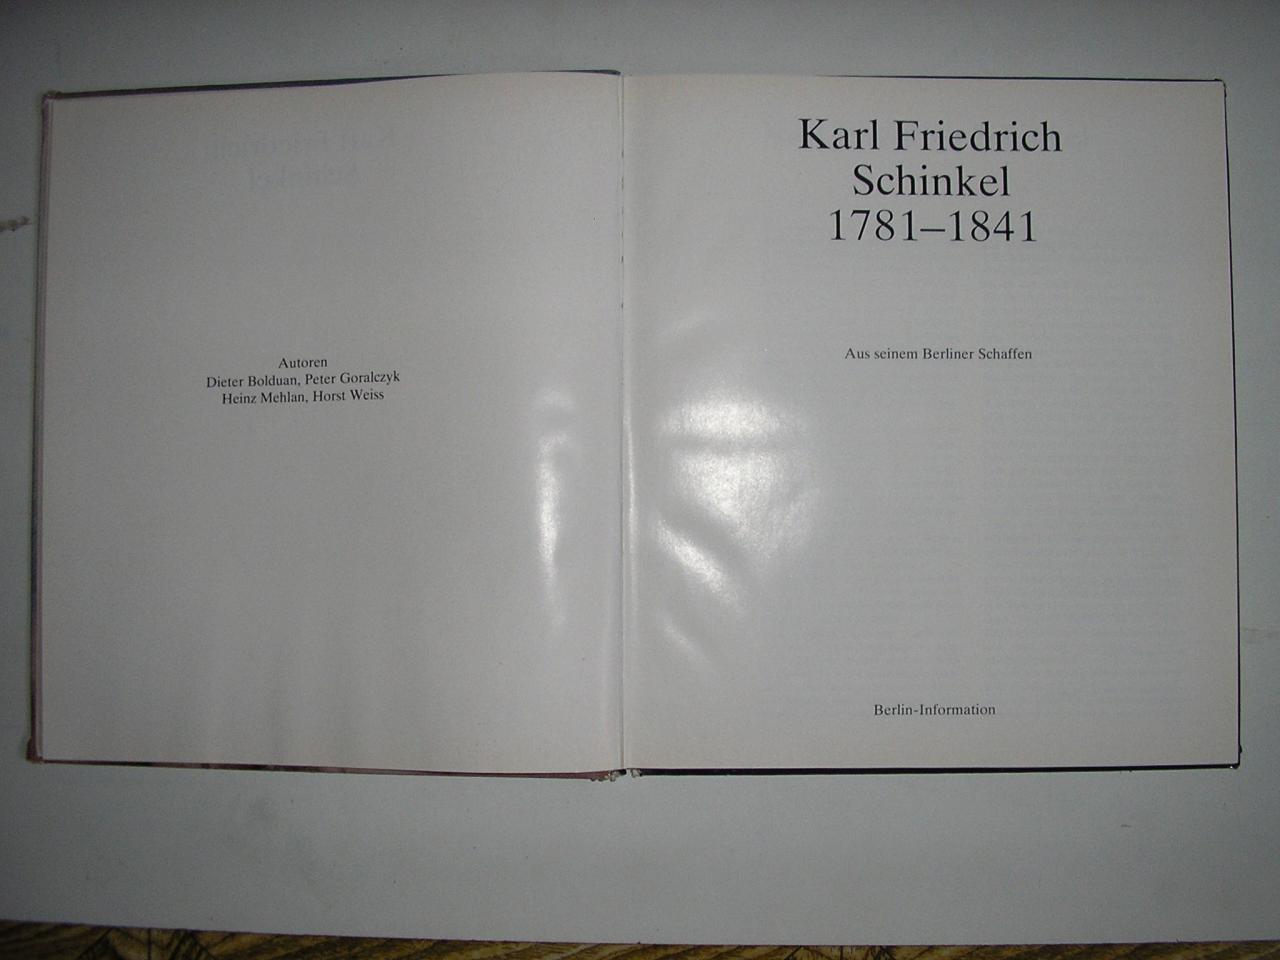 Autoren
Dieter Bolduan, Peter Goralczyk
Heinz Mehlan, Horst Weiss
Karl Friedrich
Schinkel
1781–1841
Aus seinem Berliner Schaffen
Berlin-Information